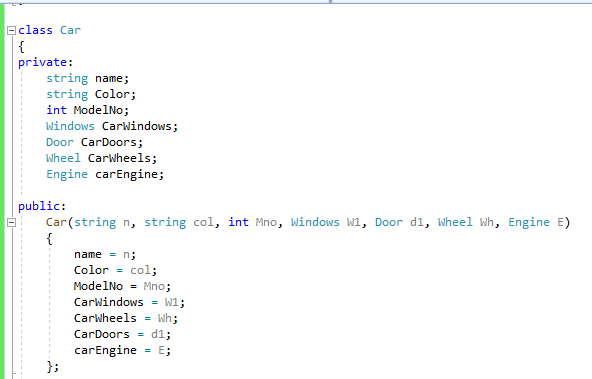 class Car
{
private:
string name;
string Color;
int ModelNo;
Windows CarWindows;
Door CarDoors;
Wheel CarWheels;
Engine carEngine;
public:
Car(string n, string col, int Mno, Windows W1, Door d1, Wheel Wh, Engine E)
{
name = n;
Color = col;
ModelNo = Mno;
CarWindows = W1;
CarWheels = Wh;
CarDoors = d1;
carEngine = E;
};